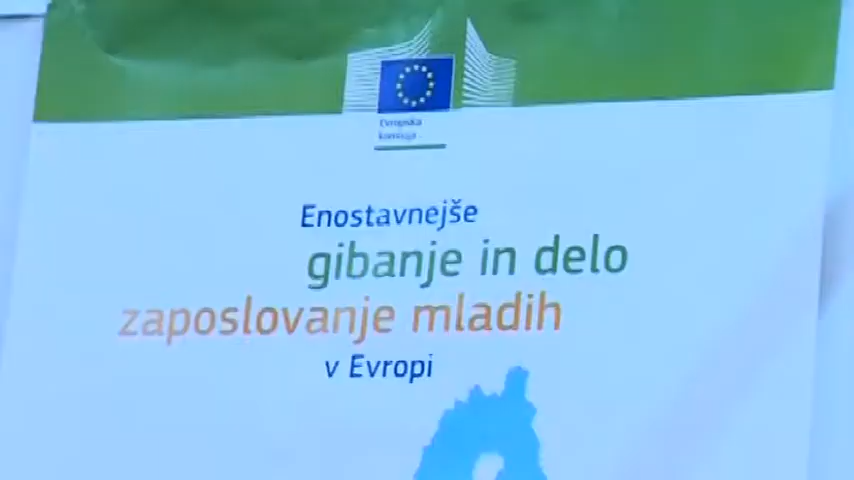 Evropska
komisija
Enostavnejše
gibanje in delo
zaposlovanje mladih
v Evropi